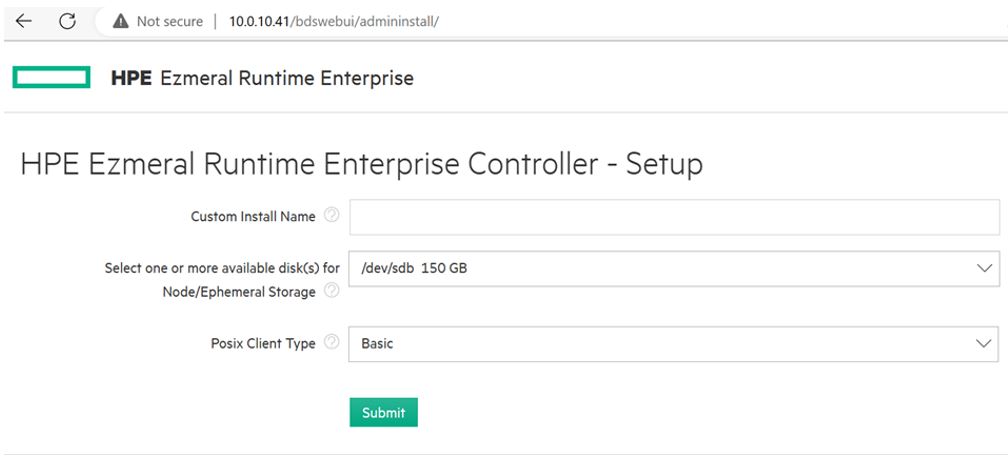 Not secure | 10.0.10.41/bdswebui/admininstall/
HPE Ezmeral Runtime Enterprise
HPE Ezmeral Runtime Enterprise Controller - Setup
Custom Install Name ?
Select one or more available disk(s) for /dev/sdb 150 GB
Node/Ephemeral Storage ?
Posix Client Type ? Basic
Submit